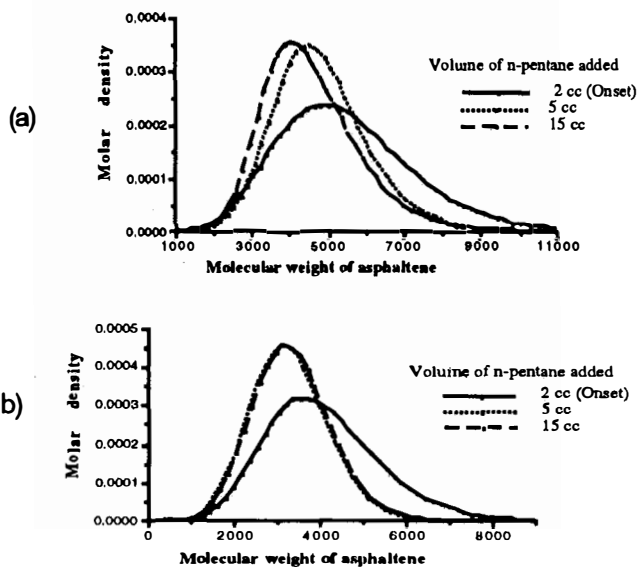 (a)
Molar density
0.0004
0.0003
0.0002
0.0001
0.0000
1000 3000 5000 7000 9000 11000
Molecular weight of asphaltene
Volume of n-pentane added
2 cc (Onset)
5 cc
15 cc
b)
Molar density
0.0005
0.0004
0.0003
0.0002
0.0001
0.0000
0 2000 4000 6000 8000
Molecular weight of asphaltene
Volume of n-pentane added
2 cc (Onset)
5 cc
15 cc